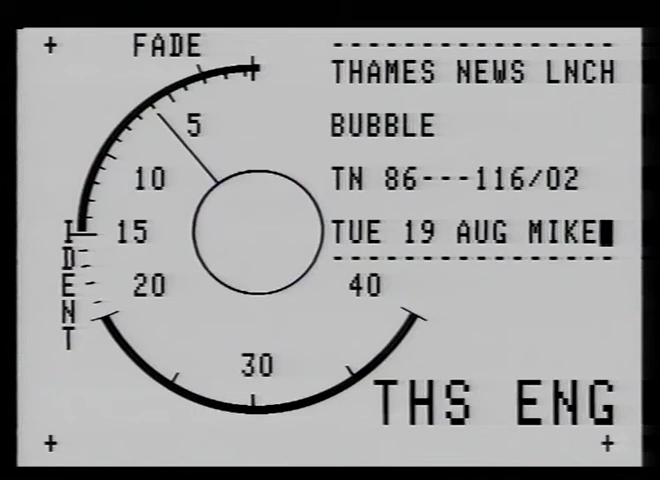 FADE
THAMES NEWS LNCH
5
BUBBLE
10
TN 86---116/02
15
TUE 19 AUG MIKE
IDENT
20
40
30
THS ENG